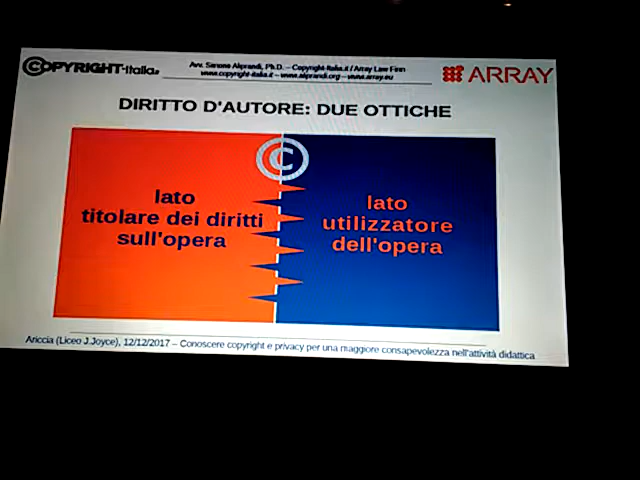 COPYRIGHT-Italia.it
Avv. Simone Aliprandi, Ph.D. – Copyright-Italia.it / Array Law Firm
www.copyright-italia.it – www.aliprandi.org – www.array.eu
ARRAY
DIRITTO D'AUTORE: DUE OTTICHE
©
lato
titolare dei diritti
sull'opera
lato
utilizzatore
dell'opera
Ariccia (Liceo J.Joyce), 12/12/2017 – Conoscere copyright e privacy per una maggiore consapevolezza nell'attività didattica